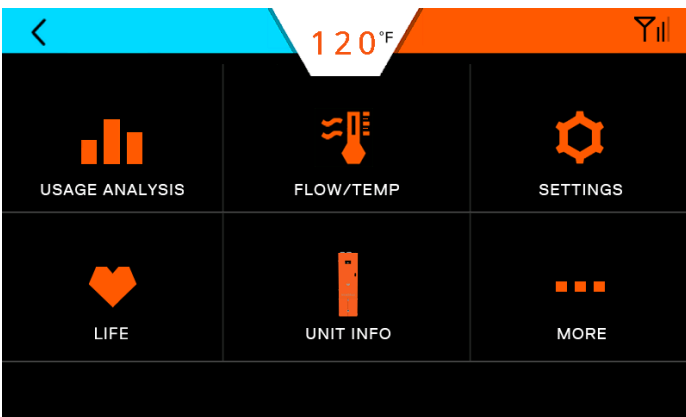 120°F
USAGE ANALYSIS
FLOW/TEMP
SETTINGS
LIFE
UNIT INFO
MORE